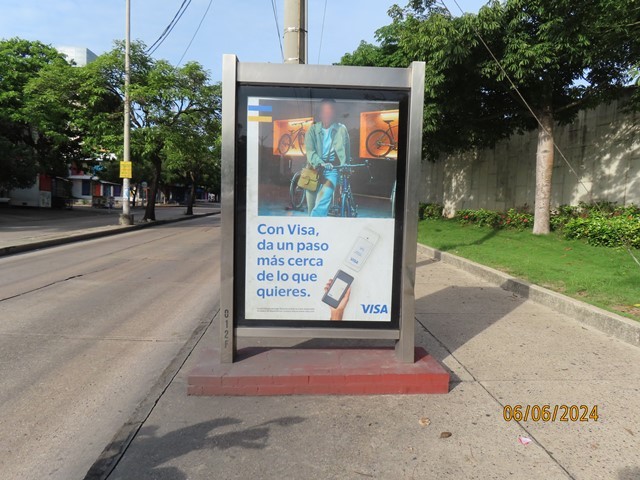 Con Visa,
da un paso
más cerca
de lo que
quieres.
VISA
06/06/2024